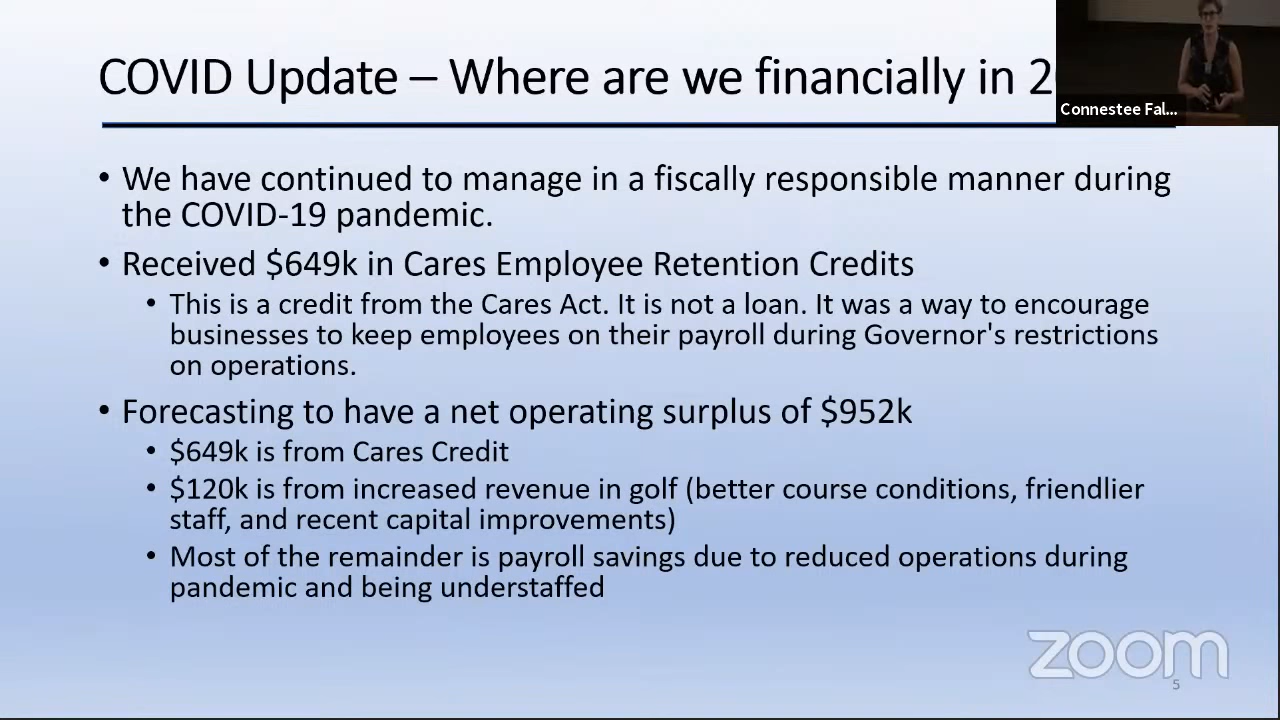 COVID Update – Where are we financially in 2
Connestee Fal...
• We have continued to manage in a fiscally responsible manner during
the COVID-19 pandemic.
• Received $649k in Cares Employee Retention Credits
• This is a credit from the Cares Act. It is not a loan. It was a way to encourage
businesses to keep employees on their payroll during Governor's restrictions
on operations.
• Forecasting to have a net operating surplus of $952k
• $649k is from Cares Credit
• $120k is from increased revenue in golf (better course conditions, friendlier
staff, and recent capital improvements)
• Most of the remainder is payroll savings due to reduced operations during
pandemic and being understaffed
zoom
5